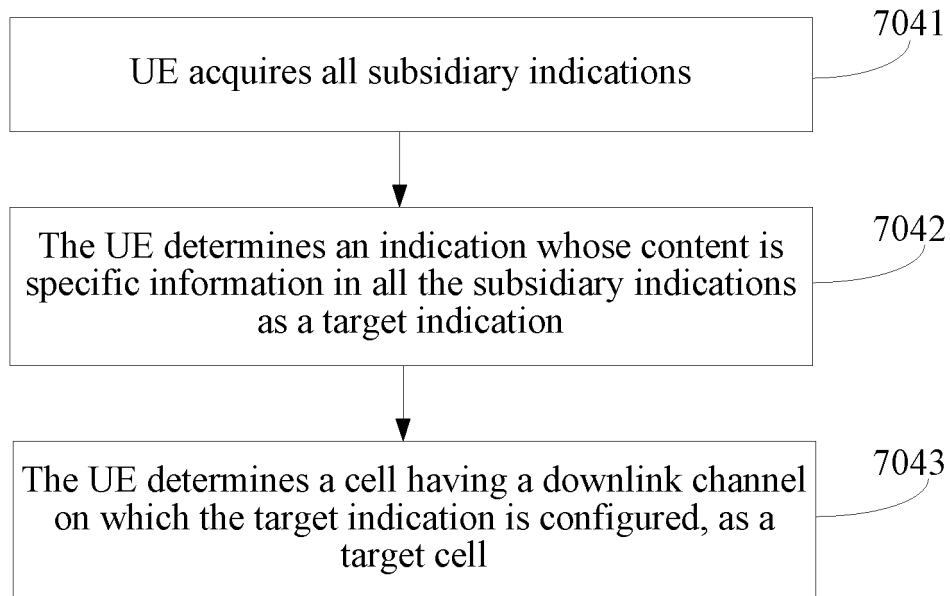 7041
UE acquires all subsidiary indications
7042
The UE determines an indication whose content is
specific information in all the subsidiary indications
as a target indication
7043
The UE determines a cell having a downlink channel
on which the target indication is configured, as a
target cell